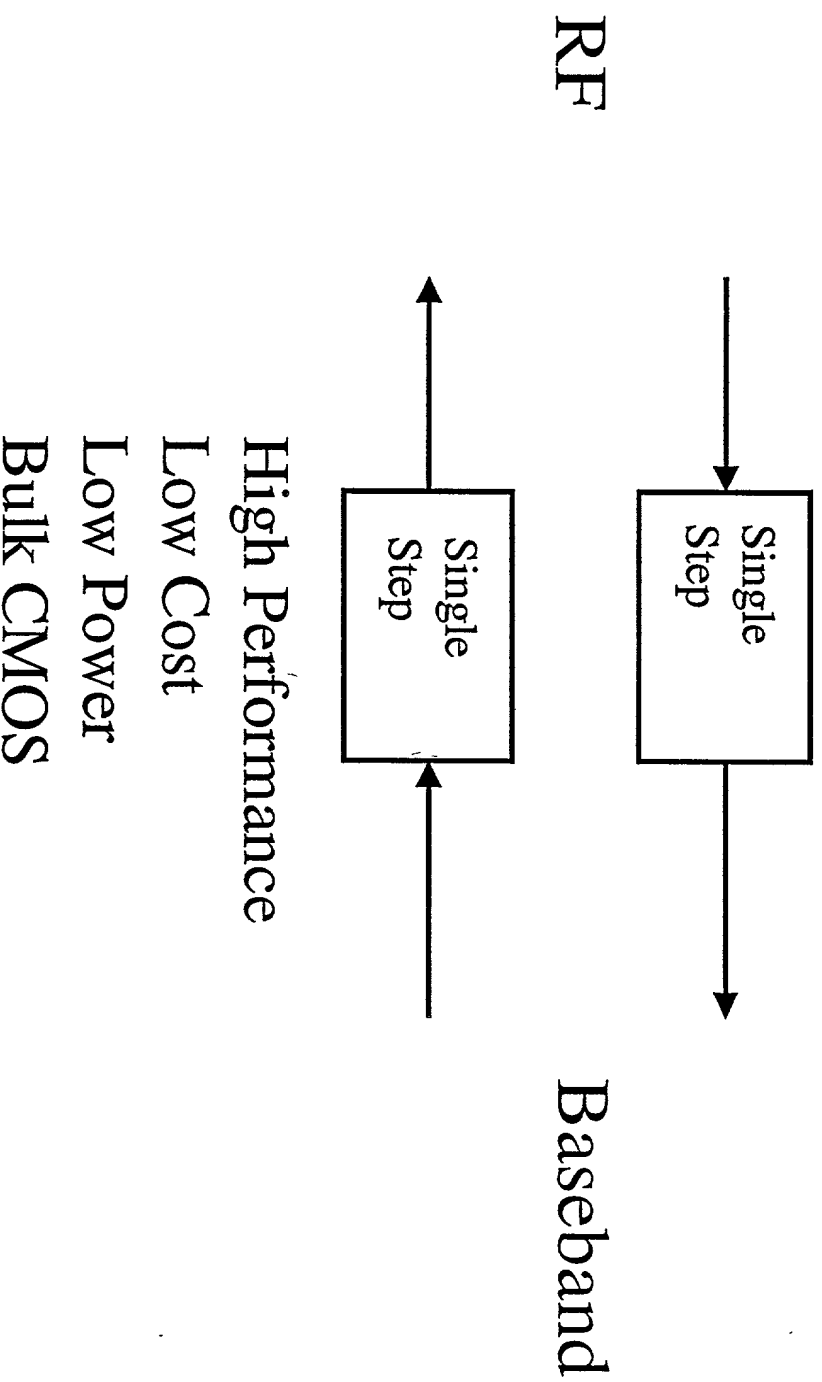 RF
Single
Step
Baseband
Single
Step
High Performance
Low Cost
Low Power
Bulk CMOS